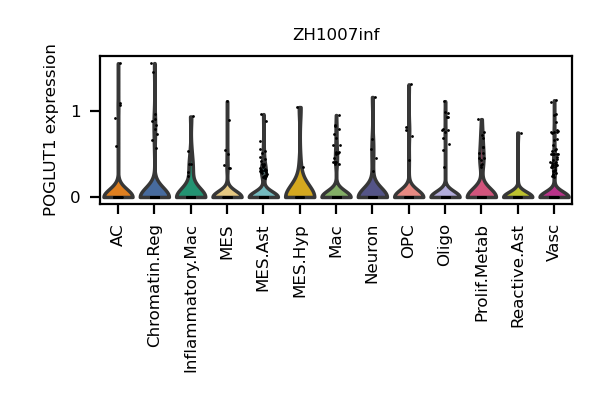 ZH1007inf
POGLUT1 expression
1
0
AC
Chromatin.Reg
Inflammatory.Mac
MES
MES.Ast
MES.Hyp
Mac
Neuron
OPC
Oligo
Prolif.Metab
Reactive.Ast
Vasc